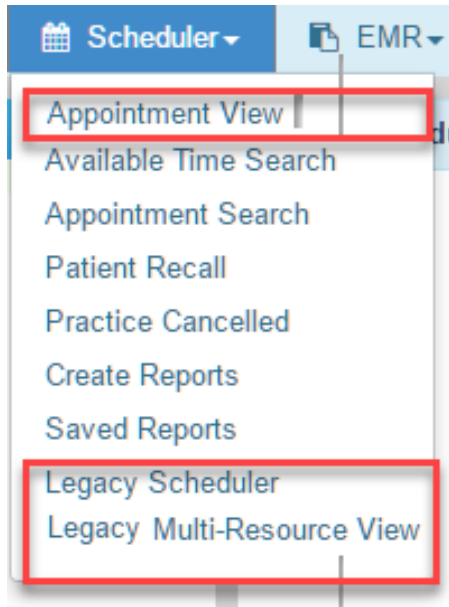 Scheduler EMR
Appointment View
Available Time Search
Appointment Search
Patient Recall
Practice Cancelled
Create Reports
Saved Reports
Legacy Scheduler
Legacy Multi-Resource View